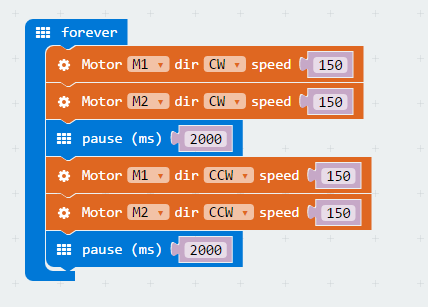 forever
Motor M1 dir CW speed 150
Motor M2 dir CW speed 150
pause (ms) 2000
Motor M1 dir CCW speed 150
Motor M2 dir CCW speed 150
pause (ms) 2000